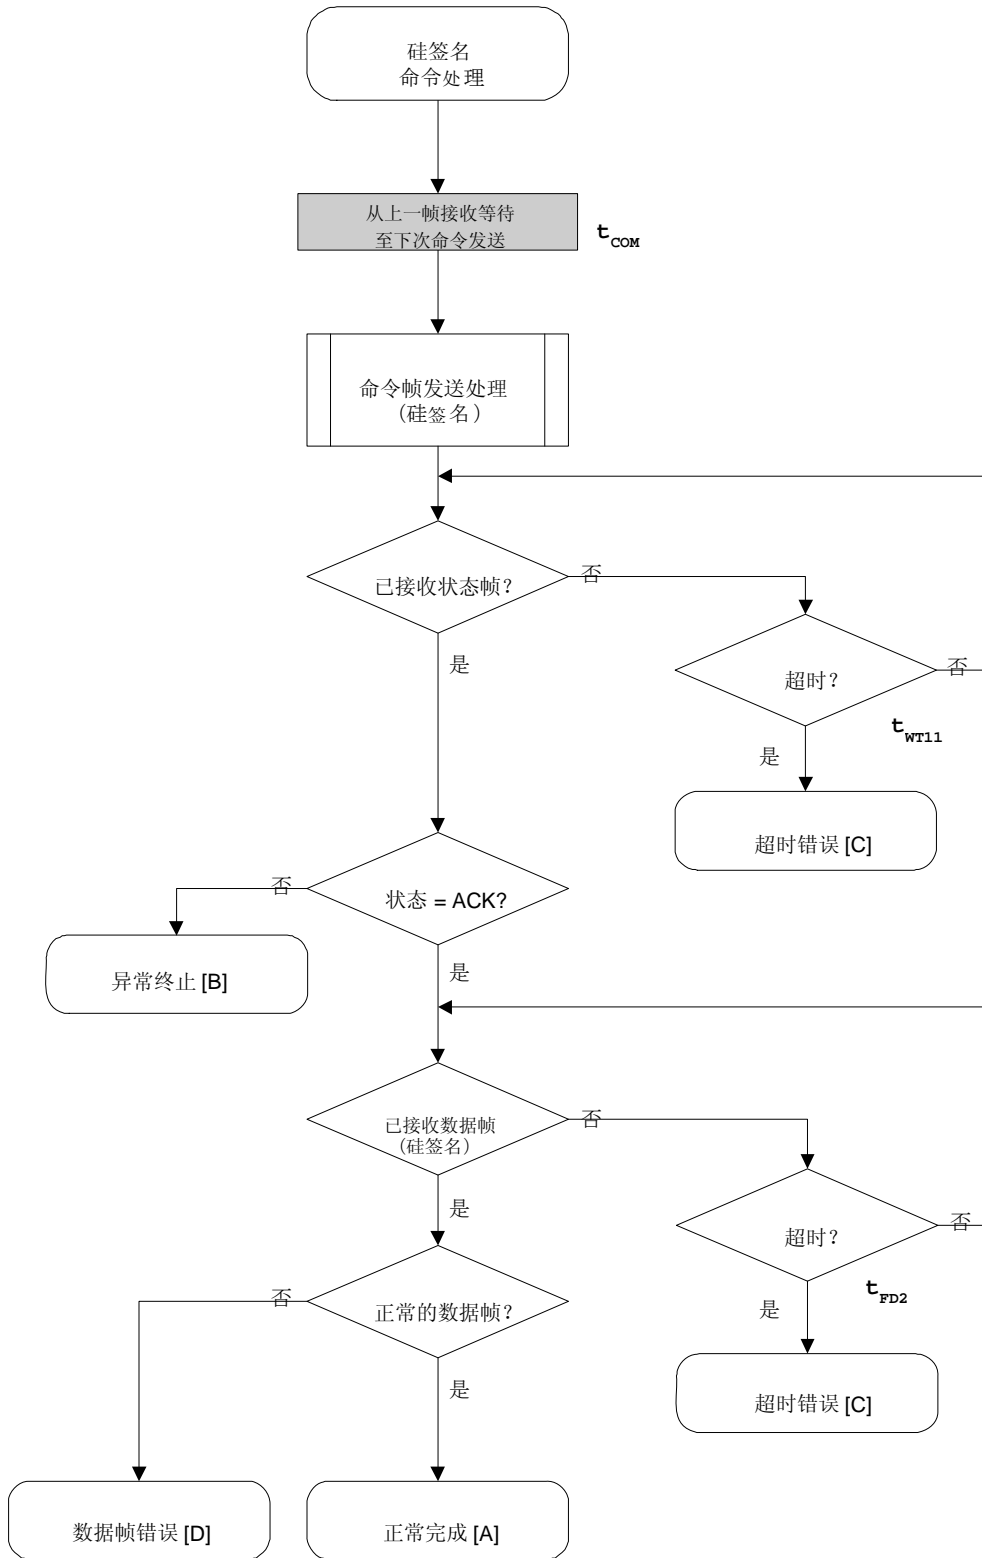 硅签名
命令处理
从上一帧接收等待
至下次命令发送
t_COM
命令帧发送处理
（硅签名）
已接收状态帧？
否
是
超时？
否
t_WT11
是
超时错误 [C]
状态 = ACK?
否
异常终止 [B]
是
已接收数据帧
（硅签名）
否
是
超时？
否
t_FD2
是
超时错误 [C]
正常的数据帧？
否
是
数据帧错误 [D]
正常完成 [A]